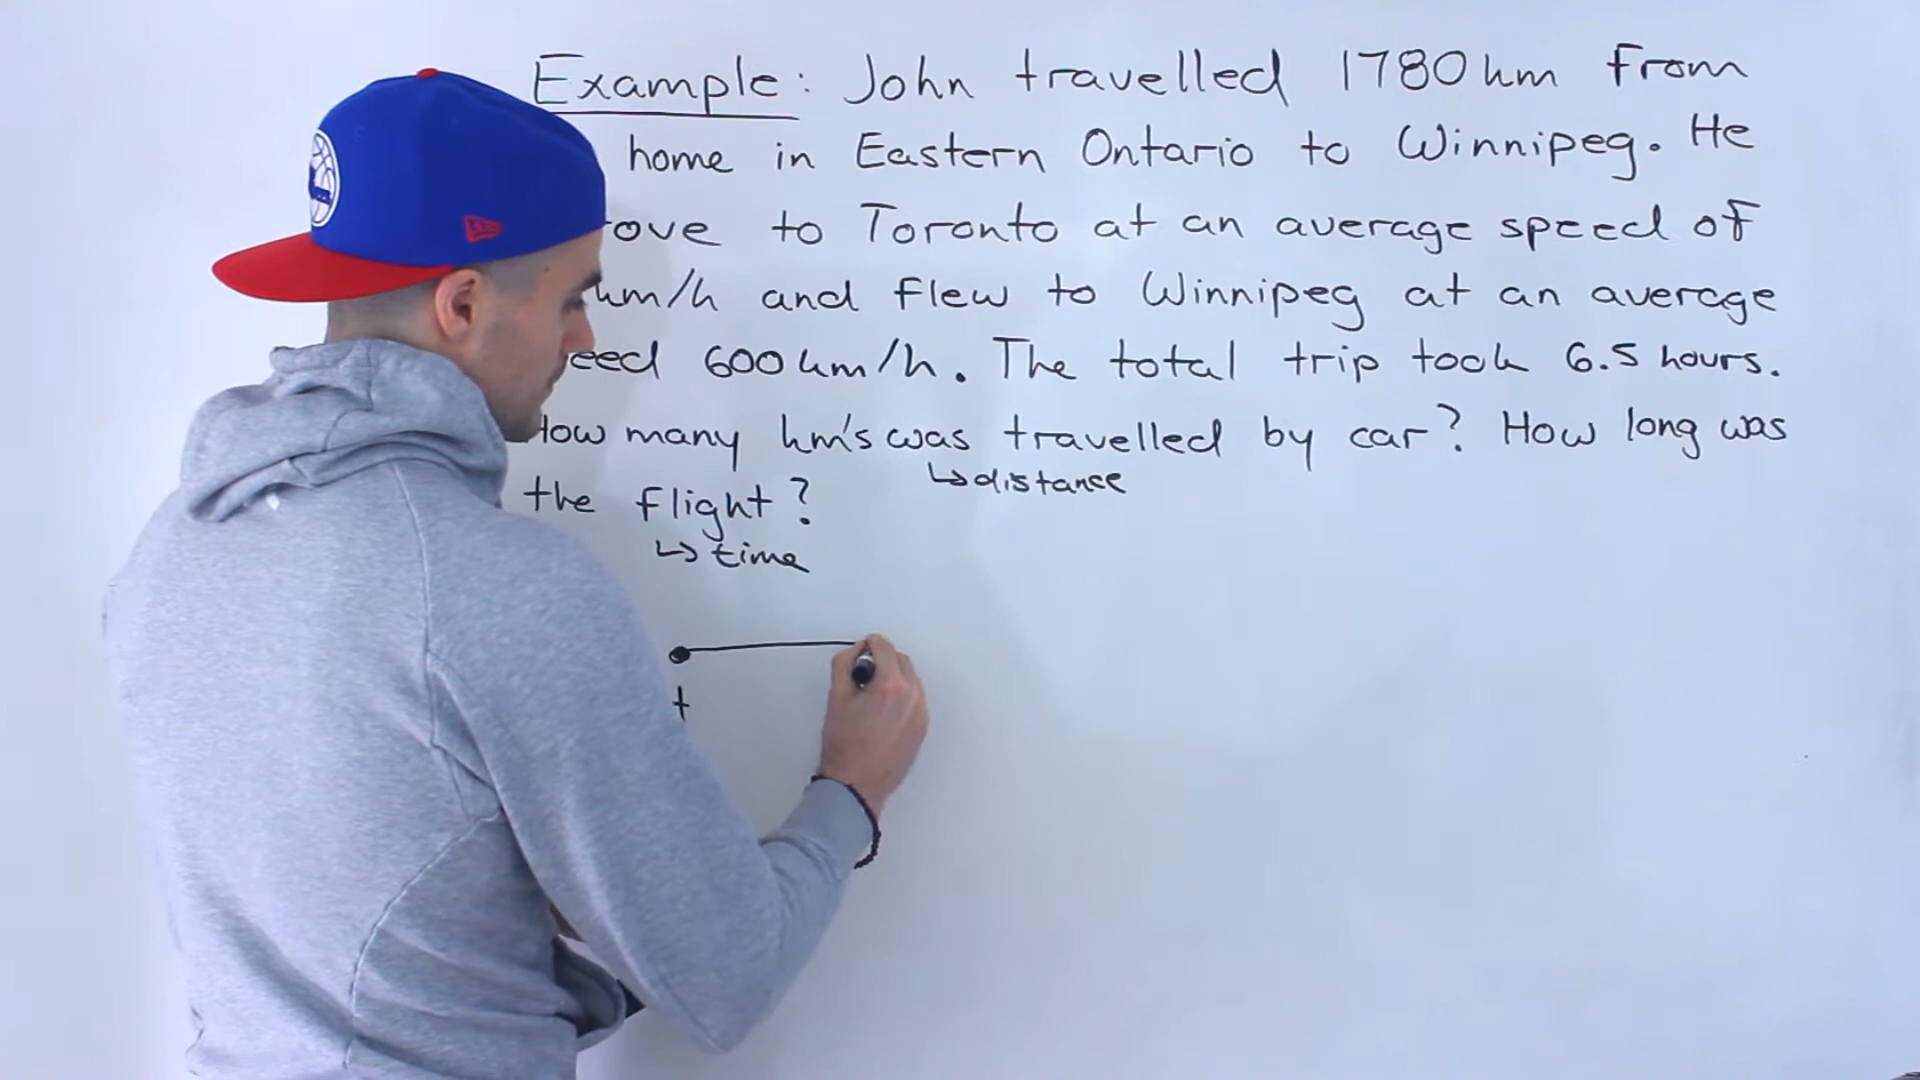 Example: John travelled 1780 km from
home in Eastern Ontario to Winnipeg. He
ove to Toronto at an average speed of
km/h and flew to Winnipeg at an average
eed 600 km/h. The total trip took 6.5 hours.
How many km's was travelled by car? How long was
↳ distance
the flight?
↳ time
t